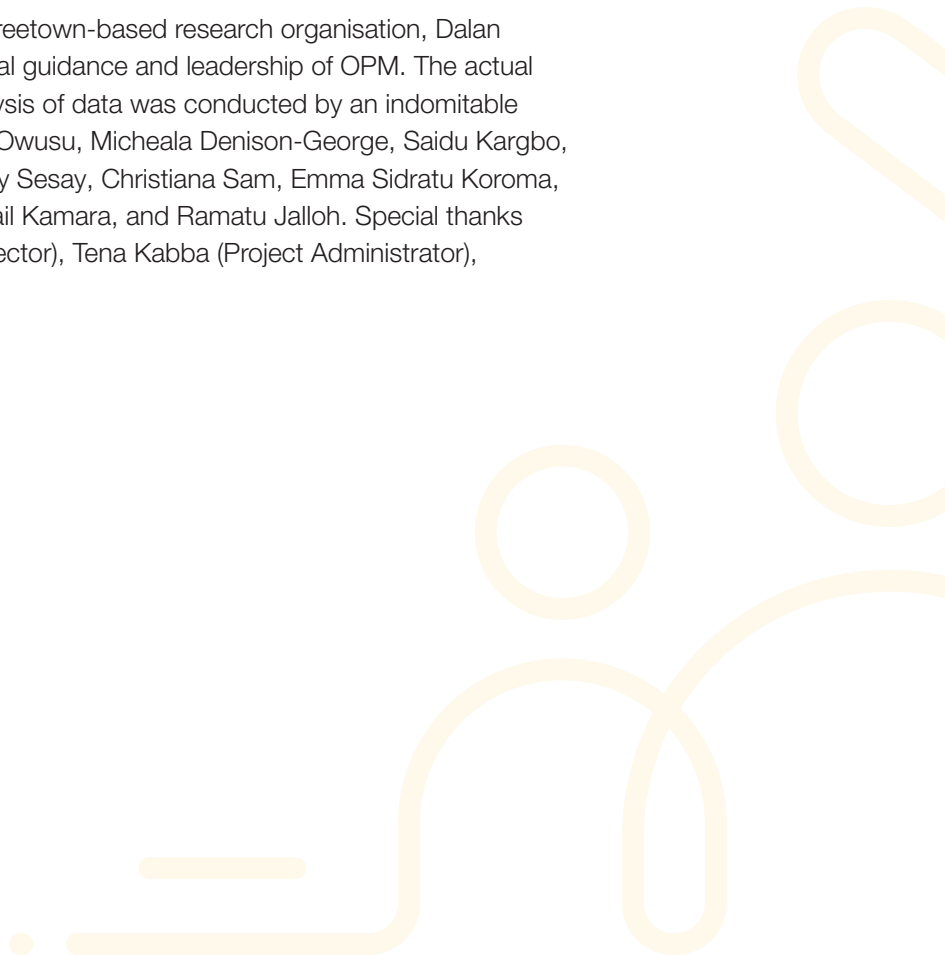 reetown-based research organisation, Dalan
al guidance and leadership of OPM. The actual
ysis of data was conducted by an indomitable
Owusu, Micheala Denison-George, Saidu Kargbo,
y Sesay, Christiana Sam, Emma Sidratu Koroma,
ail Kamara, and Ramatu Jalloh. Special thanks
ector), Tena Kabba (Project Administrator),